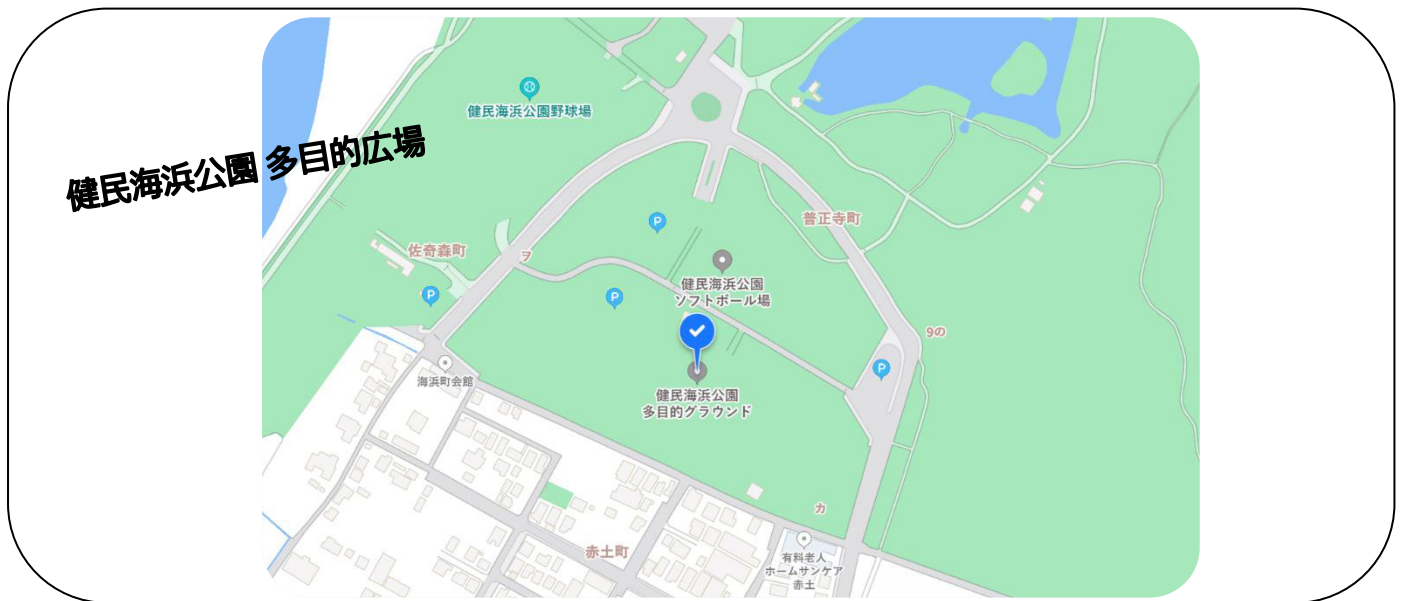 健民海浜公園野球場
健民海浜公園 多目的広場
普正寺町
佐奇森町
ヲ
健民海浜公園
ソフトボール場
P
P
P
P
9の
海浜町会館
健民海浜公園
多目的グラウンド
カ
赤土町
有料老人
ホームサンケア
赤土